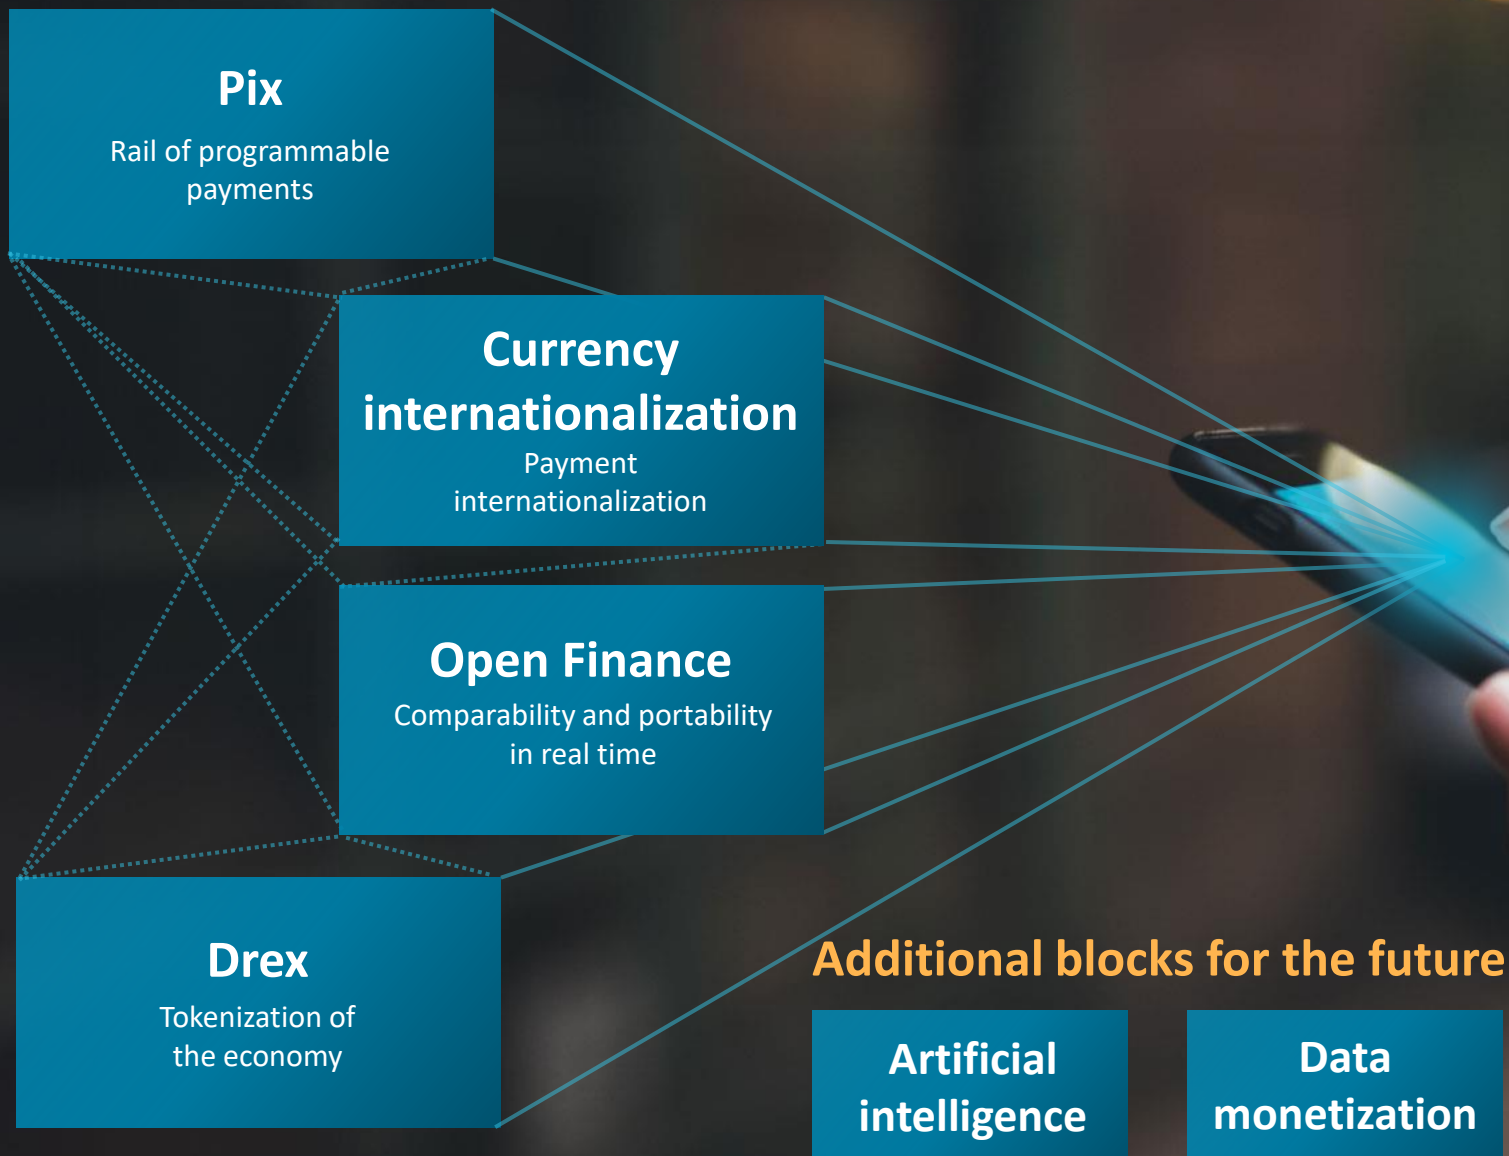 Pix
Rail of programmable
payments
Currency
internationalization
Payment
internationalization
Open Finance
Comparability and portability
in real time
Drex
Tokenization of
the economy
Additional blocks for the future
Artificial
intelligence
Data
monetization